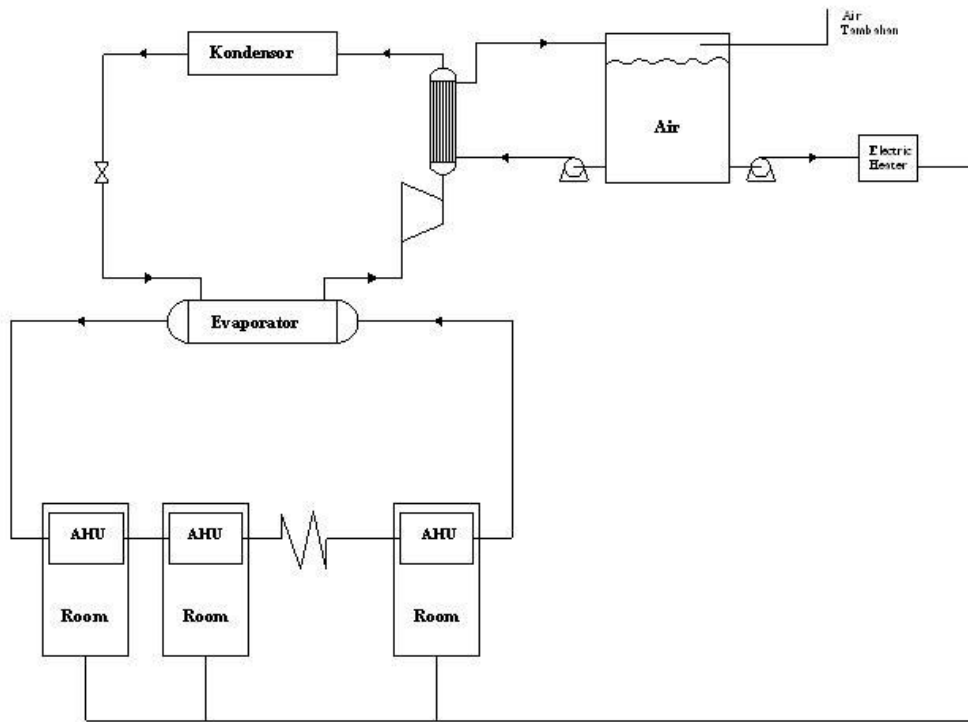 Air
Tambahan
Kondensor
Air
Electric
Heater
Evaporator
AHU
AHU
AHU
Room
Room
Room